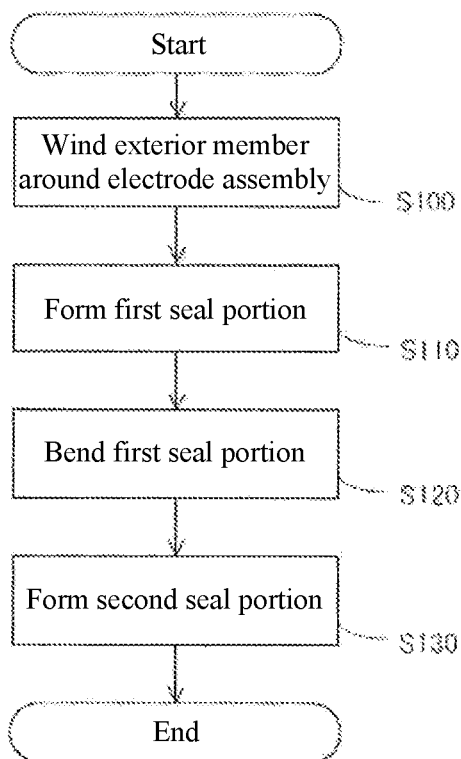 Start
Wind exterior member
around electrode assembly
S100
Form first seal portion
S110
Bend first seal portion
S120
Form second seal portion
S130
End